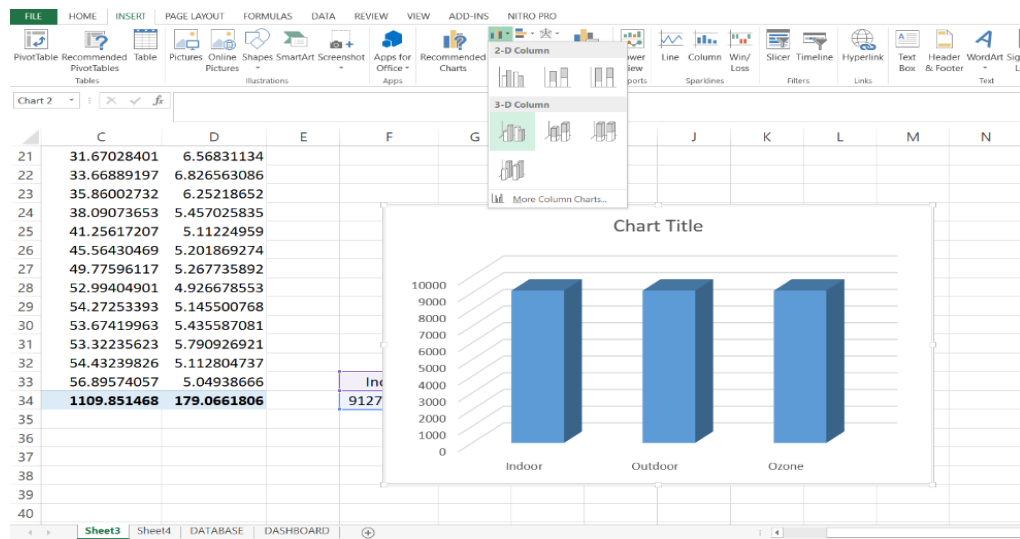 FILE HOME INSERT PAGE LAYOUT FORMULAS DATA REVIEW VIEW ADD-INS NITRO PRO
PivotTable Recommended Table Pictures Online Shapes SmartArt Screenshot Apps for Recommended Line Column Win/ Slicer Timeline Hyperlink Text Header WordArt
PivotTables Pictures Office Charts Loss Box & Footer
Tables Illustrations Apps Sparklines Filters Links Text
2-D Column
3-D Column
More Column Charts...
Chart 2 fx
C D E F G J K L M N
21 31.67028401 6.56831134
22 33.66889197 6.826563086
23 35.86002732 6.25218652
24 38.09073653 5.457025835
25 41.25617207 5.11224959
26 45.56430469 5.201869274
27 49.77596117 5.267735892
28 52.99404901 4.926678553
29 54.27253393 5.145500768
30 53.67419963 5.435587081
31 53.32235623 5.790926921
32 54.43239826 5.112804737
33 56.89574057 5.04938666
34 1109.851468 179.0661806 9127
35
36
37
38
39
40
Chart Title
10000
9000
8000
7000
6000
5000
4000
3000
2000
1000
0
Indoor Outdoor Ozone
Sheet3 Sheet4 DATABASE DASHBOARD